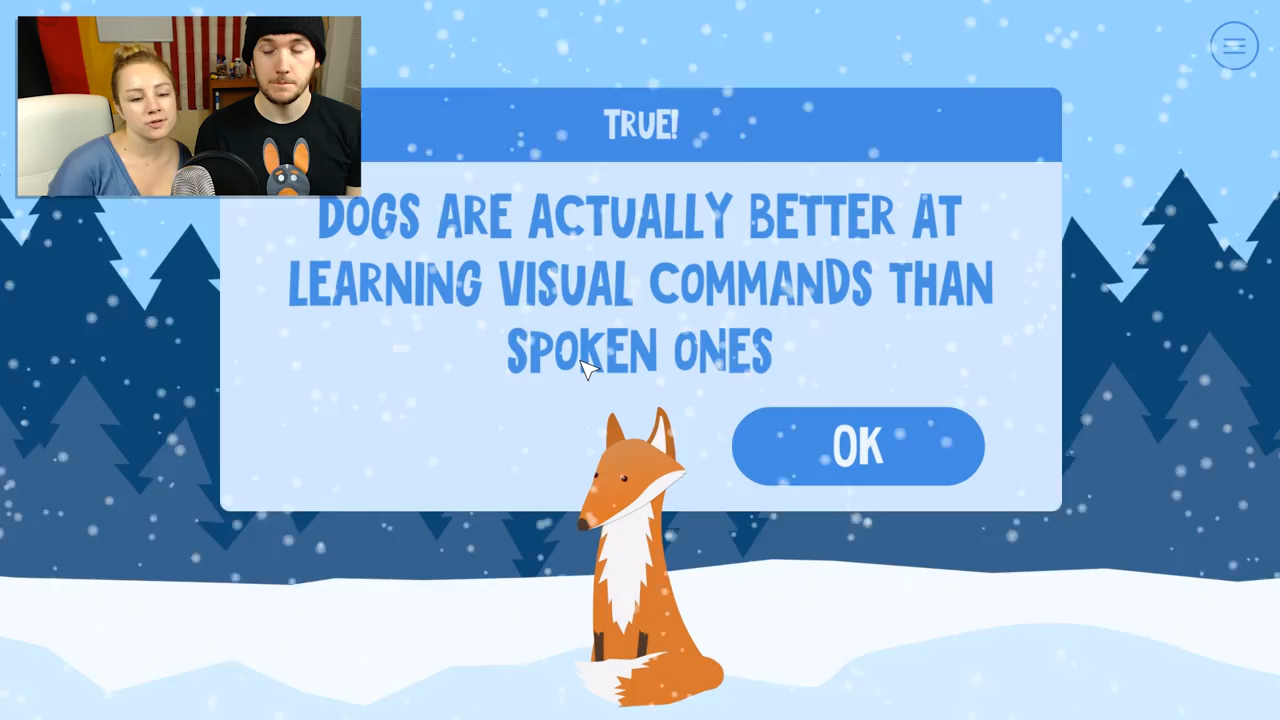 TRUE!
DOGS ARE ACTUALLY BETTER AT
LEARNING VISUAL COMMANDS THAN
SPOKEN ONES
OK